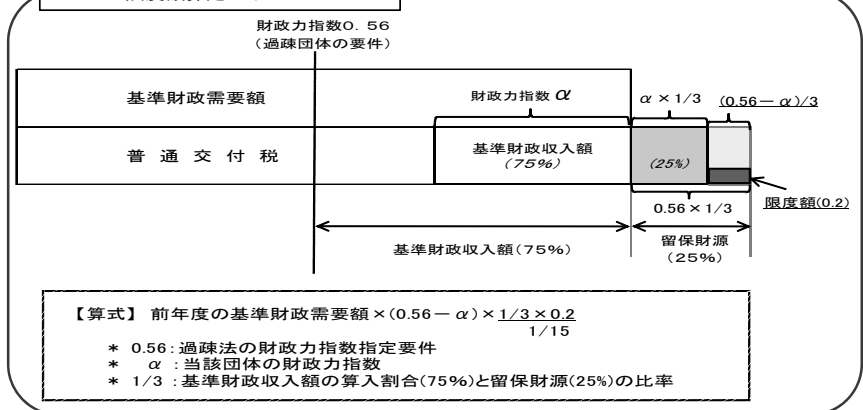 財政力指数0.56
(過疎団体の要件)
基準財政需要額
財政力指数 α
α×1/3
(0.56-α)/3
普通交付税
基準財政収入額
(75%)
(25%)
限度額(0.2)
0.56×1/3
基準財政収入額(75%)
留保財源
(25%)
【算式】 前年度の基準財政需要額×(0.56-α)×1/3×0.2
1/15
* 0.56:過疎法の財政力指数指定要件
* α:当該団体の財政力指数
* 1/3:基準財政収入額の算入割合(75%)と留保財源(25%)の比率